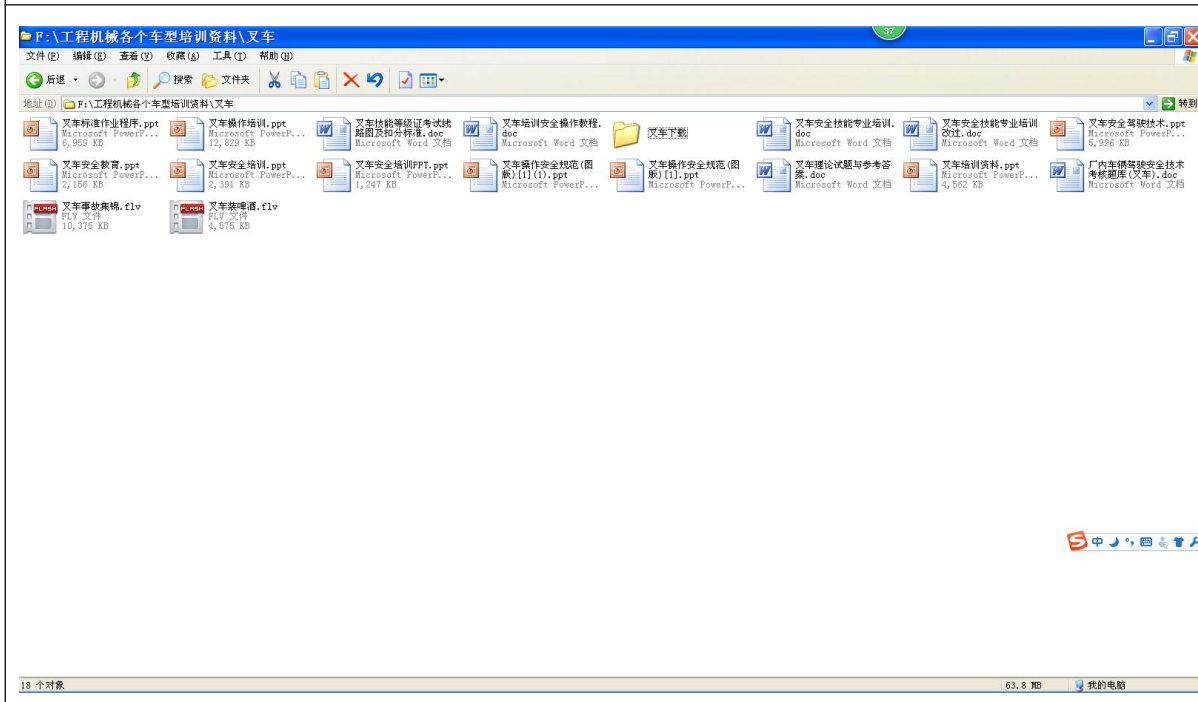 F:\工程机械各个车型培训资料\叉车
37
文件(F) 编辑(E) 查看(V) 收藏(A) 工具(T) 帮助(H)
后退 搜索 文件夹
地址(D) F:\工程机械各个车型培训资料\叉车 转到
叉车标准作业程序.ppt
Microsoft PowerP...
6,959 KB
叉车操作培训.ppt
Microsoft PowerP...
12,829 KB
叉车技能等级证考试线
路图及扣分标准.doc
Microsoft Word 文档
叉车培训安全操作教程.
doc
Microsoft Word 文档
叉车下载
叉车安全技能专业培训.
doc
Microsoft Word 文档
叉车安全技能专业培训
改过.doc
Microsoft Word 文档
叉车安全驾驶技术.ppt
Microsoft PowerP...
5,996 KB
叉车安全教育.ppt
Microsoft PowerP...
2,156 KB
叉车安全培训.ppt
Microsoft PowerP...
2,391 KB
叉车安全培训PPT.ppt
Microsoft PowerP...
1,247 KB
叉车操作安全规范(图
版)[1](1).ppt
Microsoft PowerP...
叉车操作安全规范(图
版)[1].ppt
Microsoft PowerP...
叉车理论试题与参考答
案.doc
Microsoft Word 文档
叉车培训资料.ppt
Microsoft PowerP...
4,562 KB
厂内车辆驾驶安全技术
考核题库(叉车).doc
Microsoft Word 文档
FLASH
叉车事故集锦.flv
FLV 文件
10,375 KB
FLASH
叉车装啤酒.flv
FLV 文件
4,575 KB
中
18 个对象 63.8 MB 我的电脑